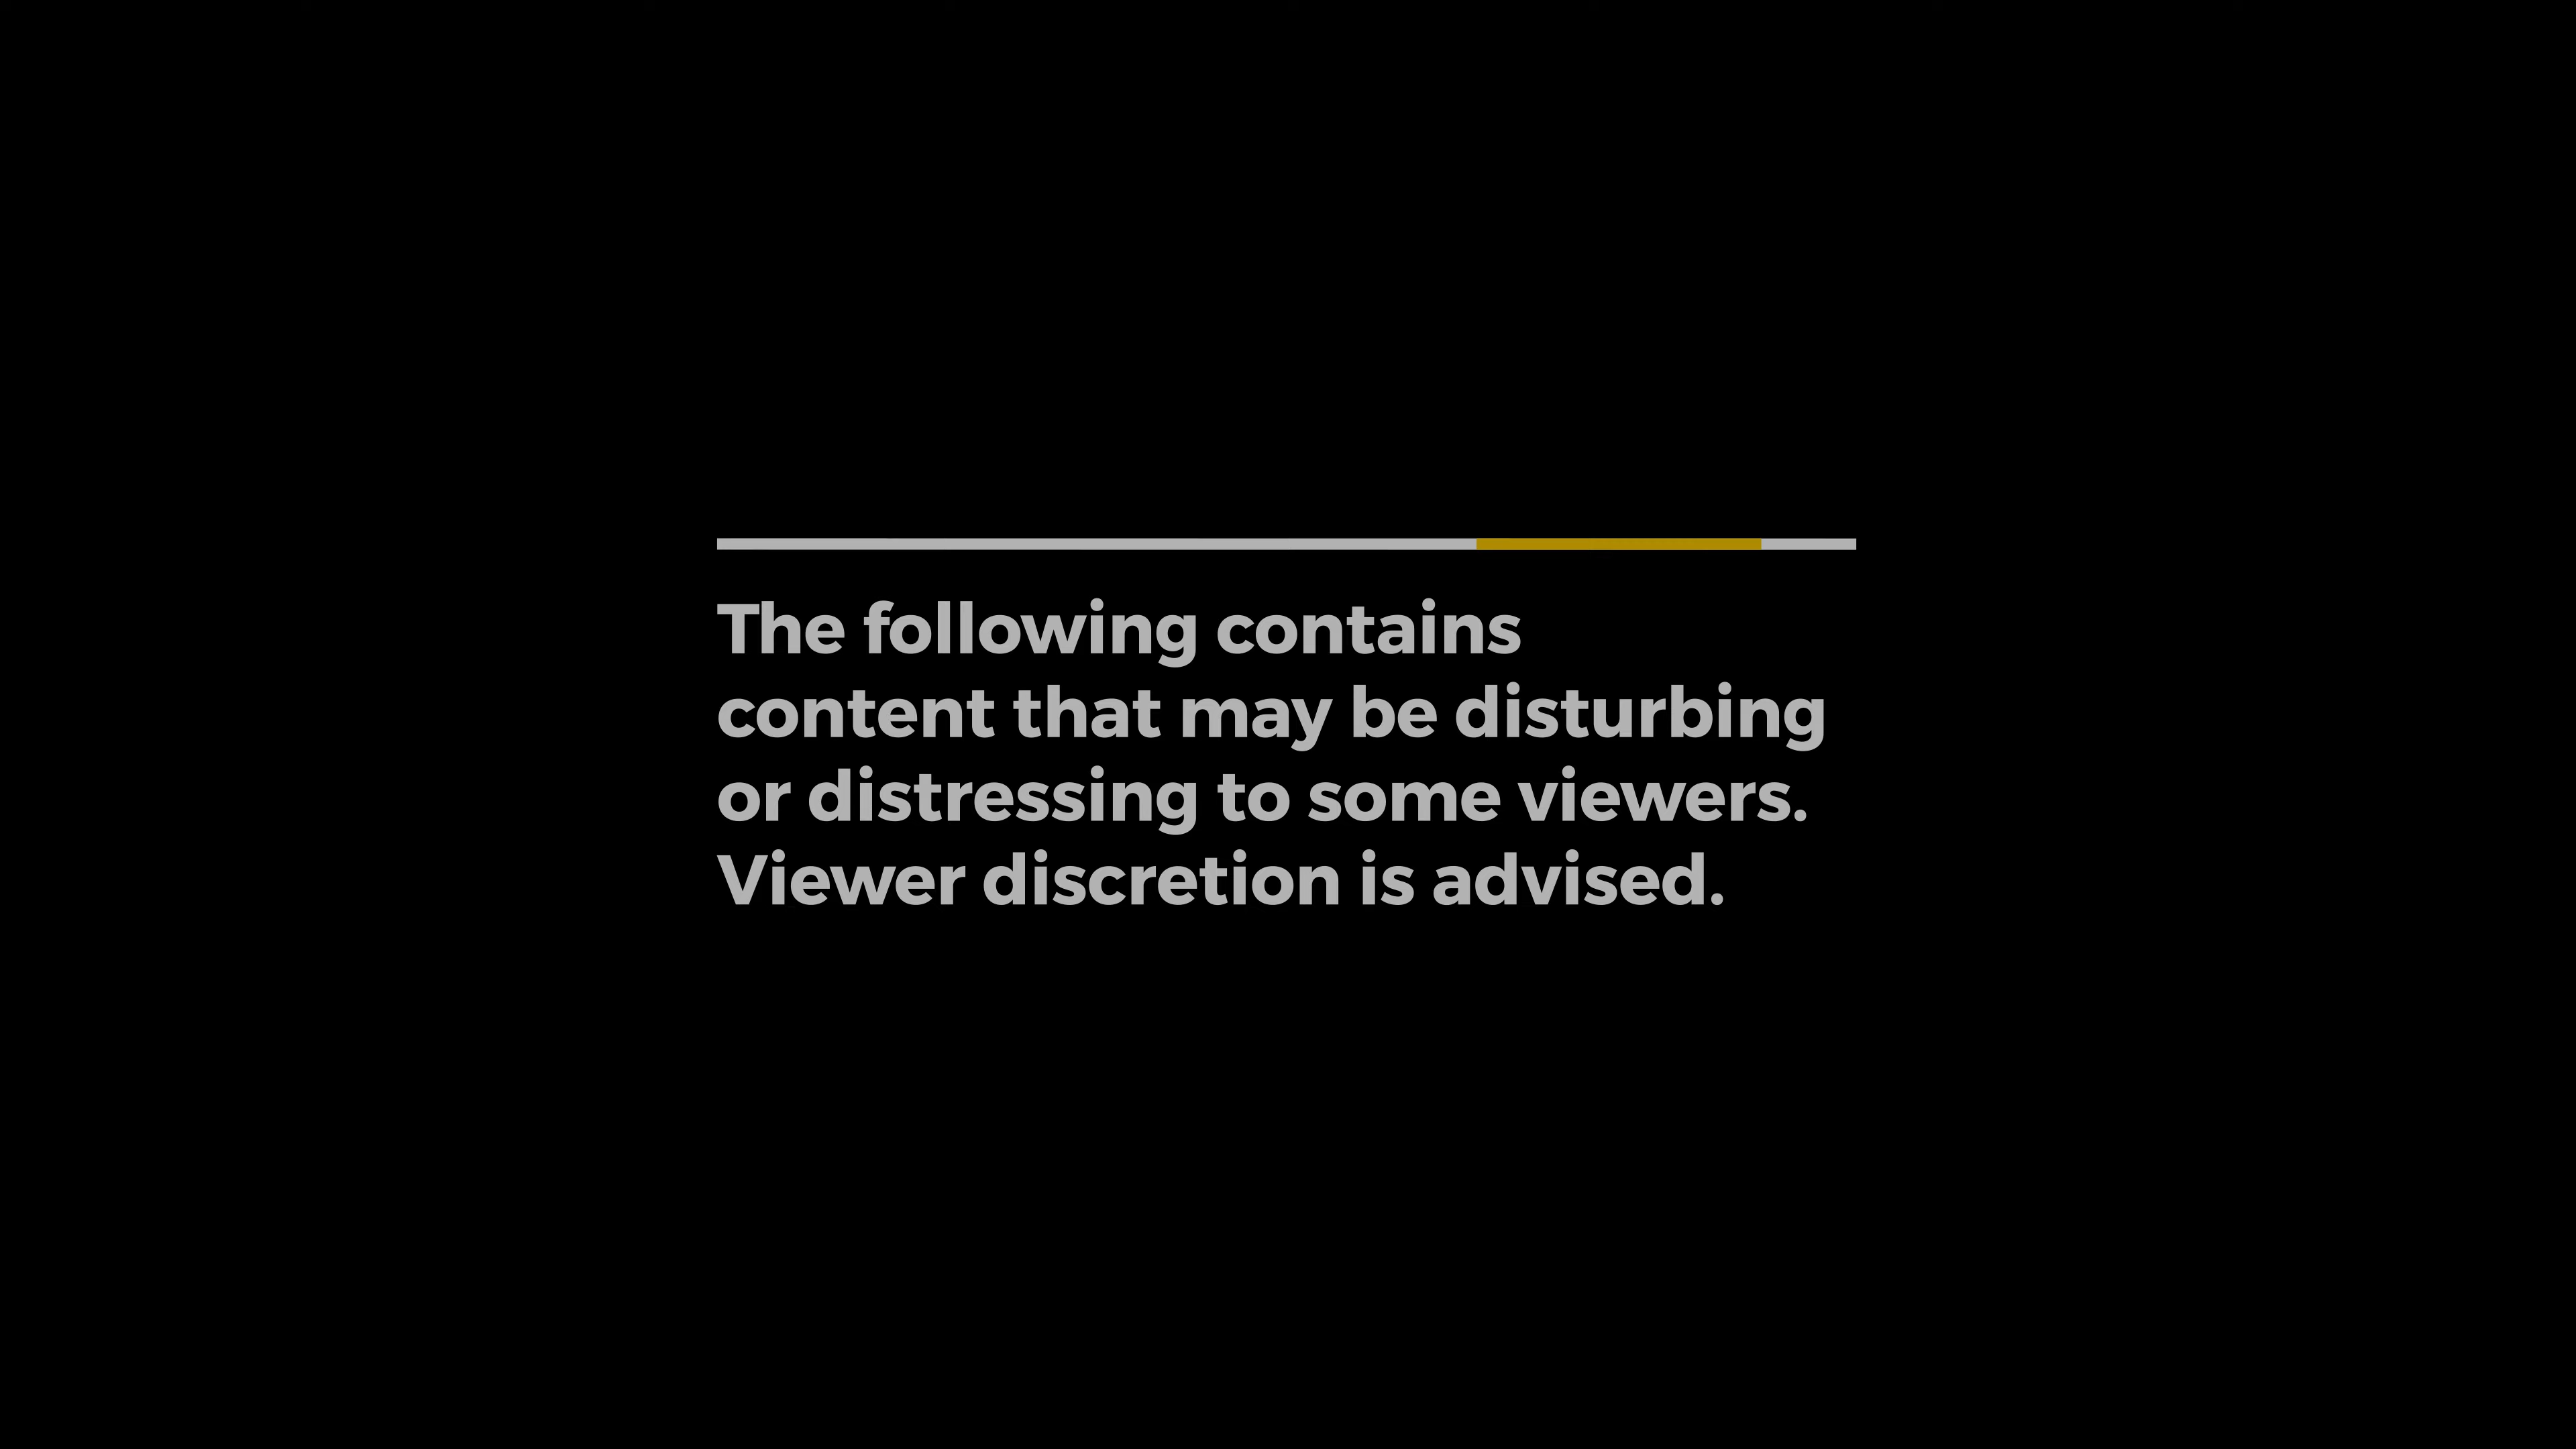 The following contains
content that may be disturbing
or distressing to some viewers.
Viewer discretion is advised.